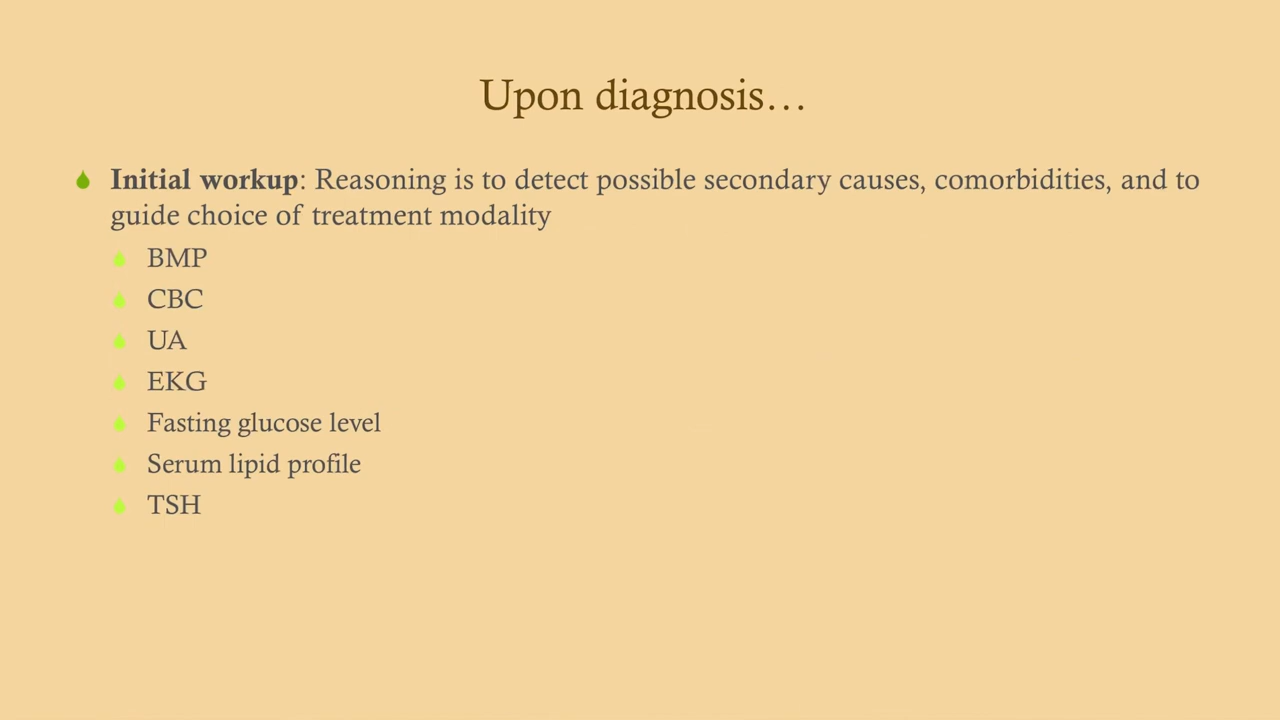 Upon diagnosis…
Initial workup: Reasoning is to detect possible secondary causes, comorbidities, and to
guide choice of treatment modality
BMP
CBC
UA
EKG
Fasting glucose level
Serum lipid profile
TSH